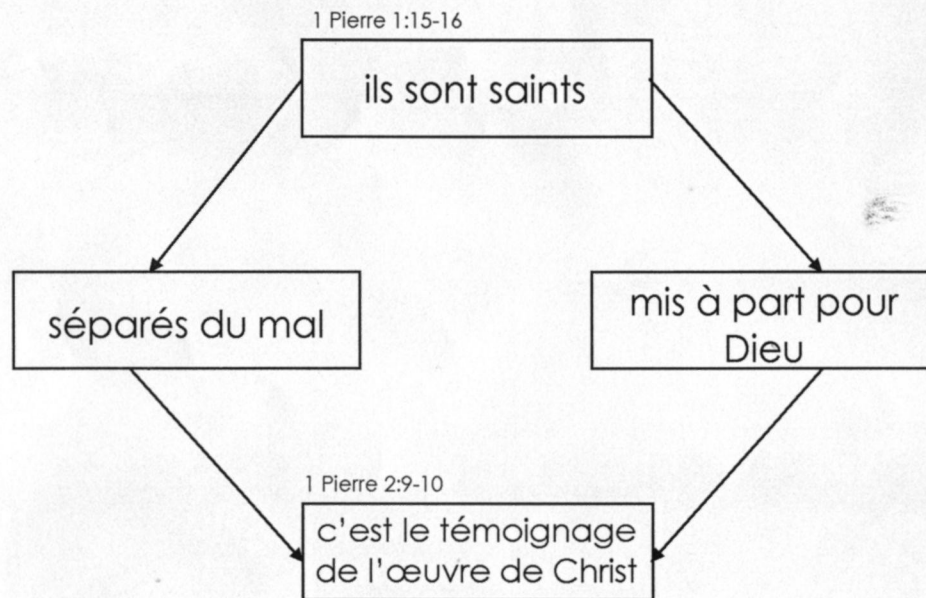 1 Pierre 1:15-16
ils sont saints
séparés du mal
mis à part pour
Dieu
1 Pierre 2:9-10
c'est le témoignage
de l'œuvre de Christ